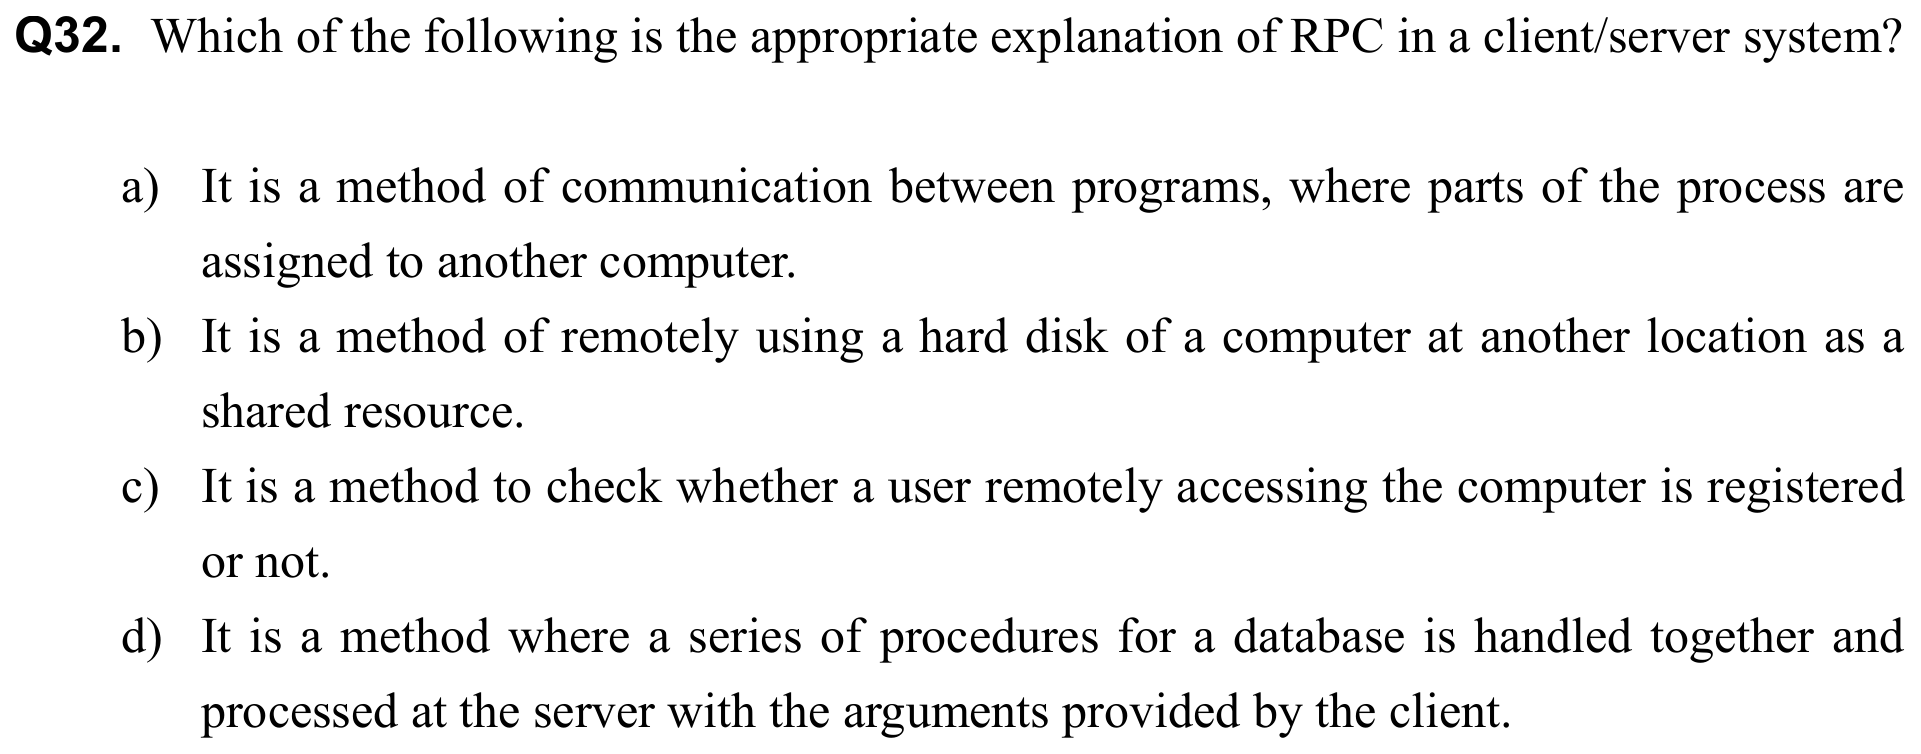 Q32. Which of the following is the appropriate explanation of RPC in a client/server system?
a) It is a method of communication between programs, where parts of the process are
assigned to another computer.
b) It is a method of remotely using a hard disk of a computer at another location as a
shared resource.
c) It is a method to check whether a user remotely accessing the computer is registered
or not.
d) It is a method where a series of procedures for a database is handled together and
processed at the server with the arguments provided by the client.